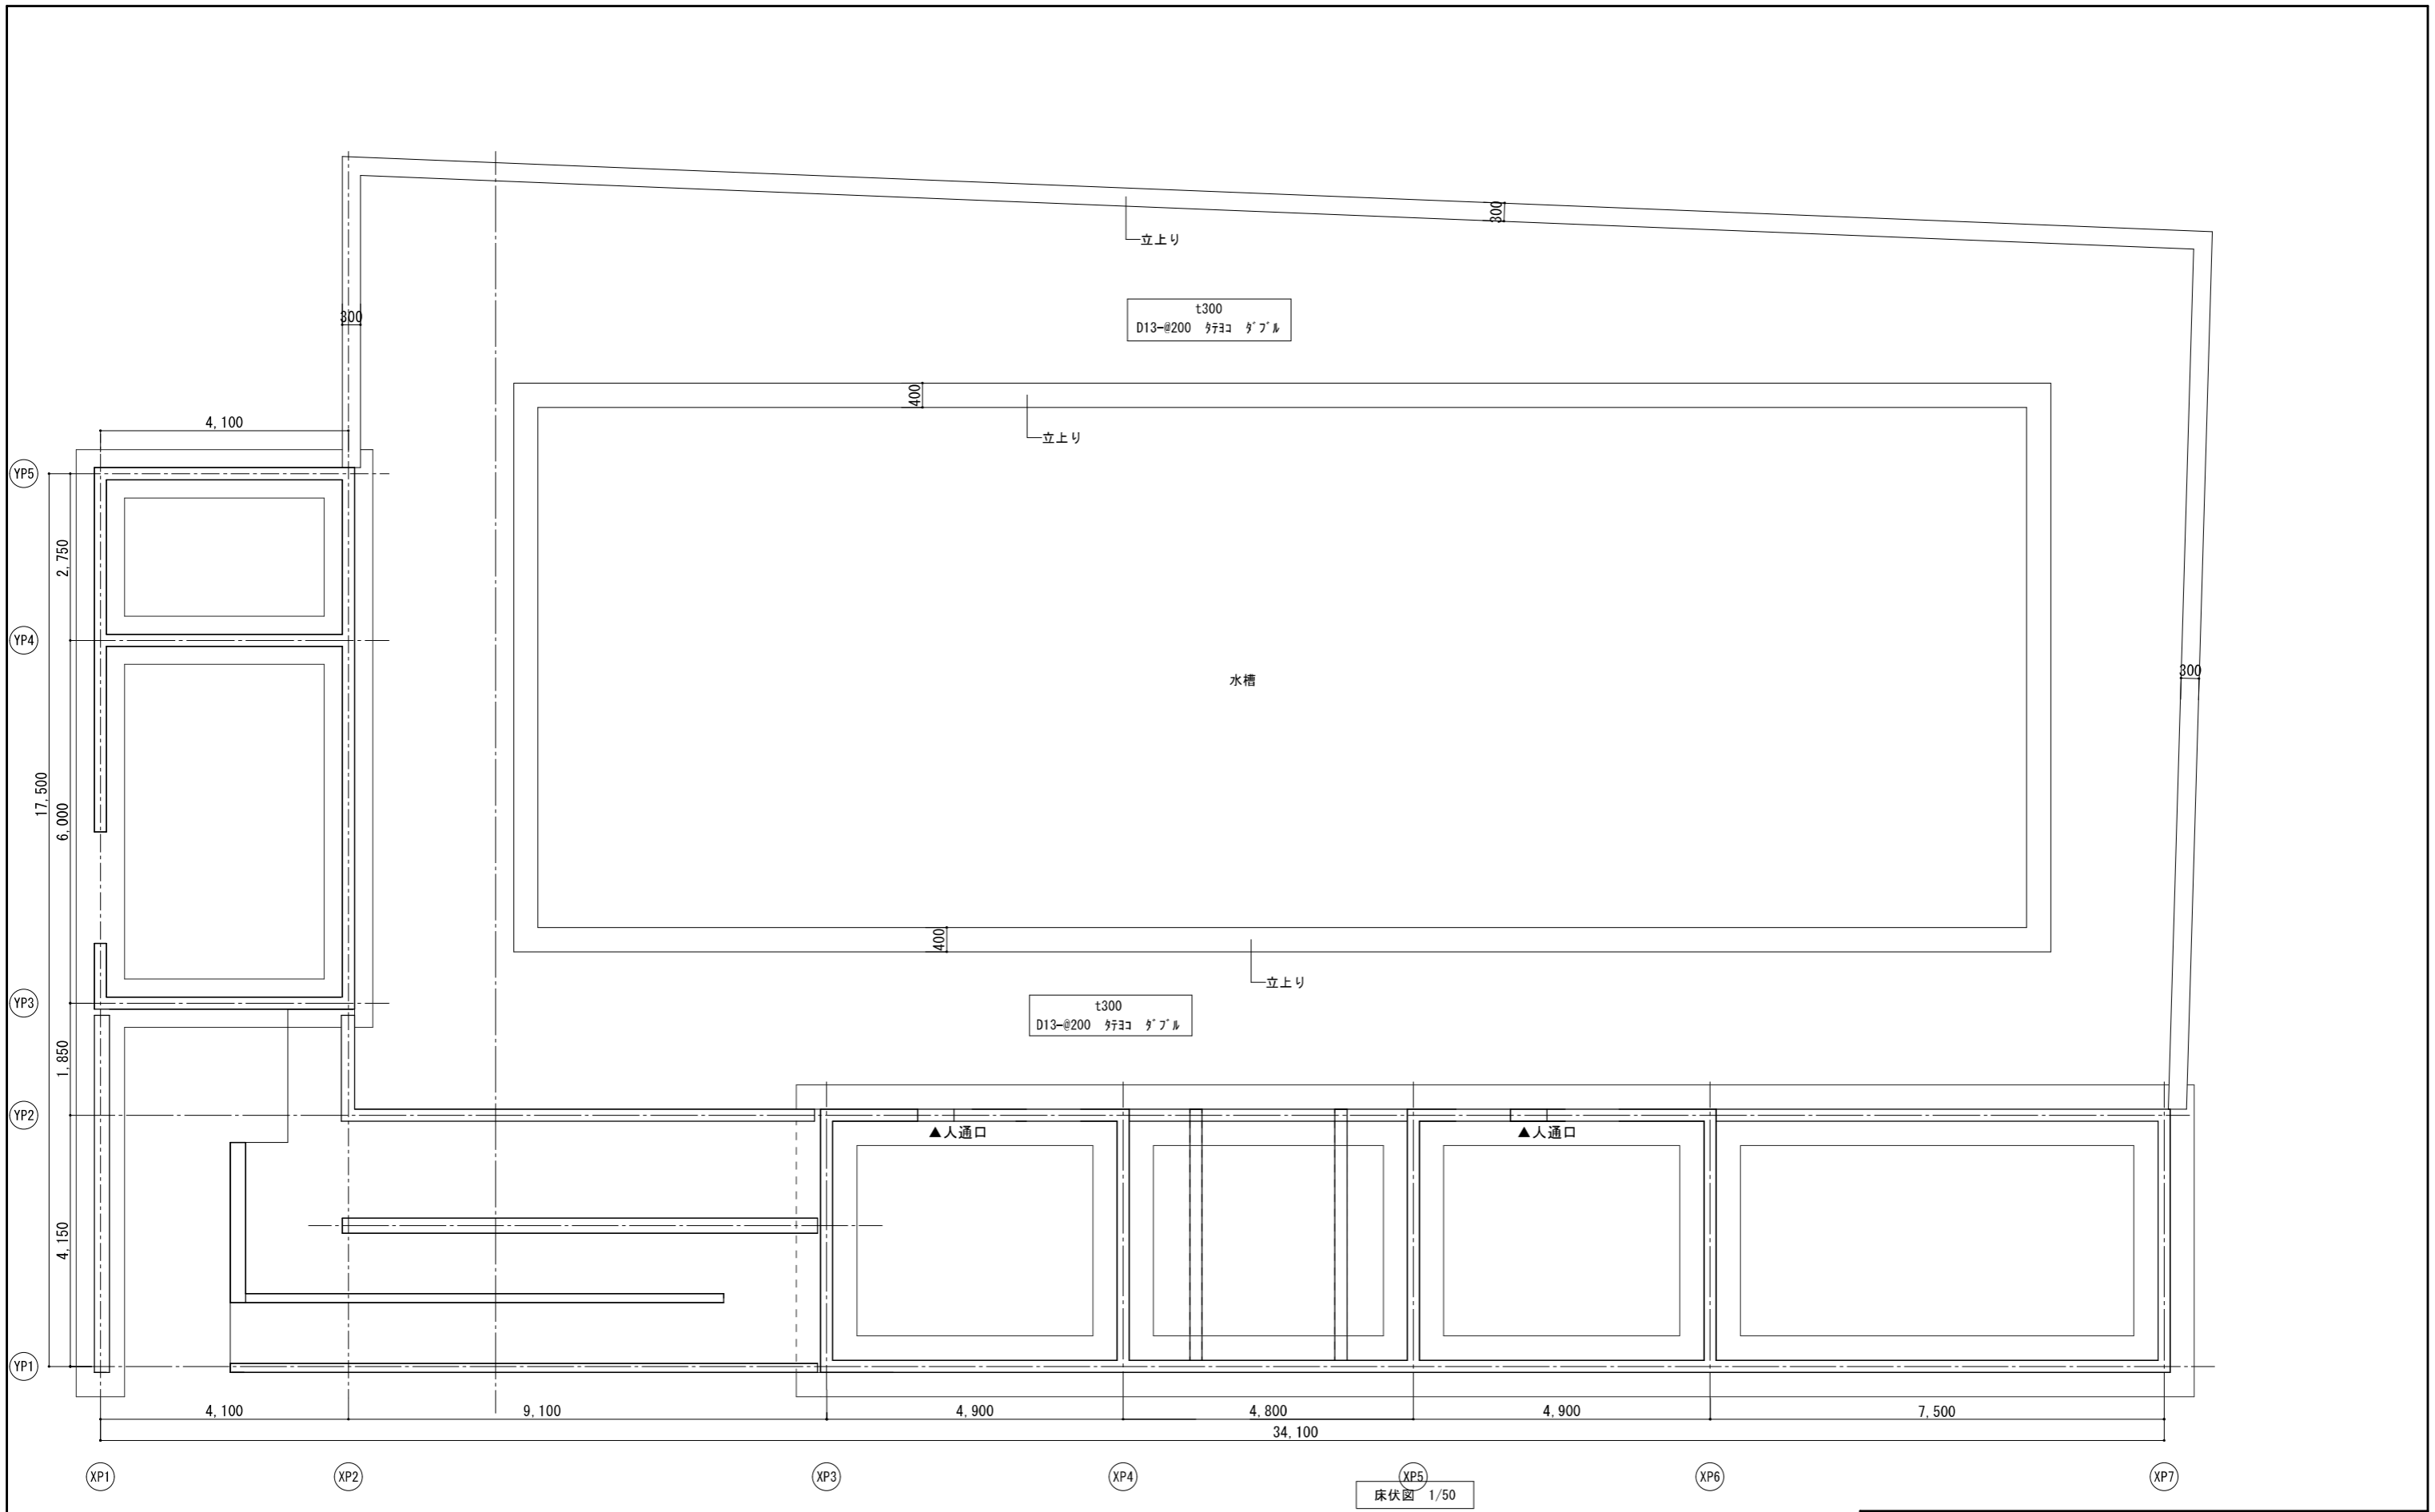 300
立上り
t300
D13-@200 ﾀﾃﾖｺ ﾀﾞﾌﾞﾙ
300
400
立上り
4,100
YP5
2,750
YP4
水槽
300
17,500
6,000
400
立上り
YP3
t300
D13-@200 ﾀﾃﾖｺ ﾀﾞﾌﾞﾙ
1,850
YP2
▲人通口
▲人通口
4,150
YP1
4,100
9,100
4,900
4,800
4,900
7,500
34,100
XP1
XP2
XP3
XP4
XP5
XP6
XP7
床伏図 1/50